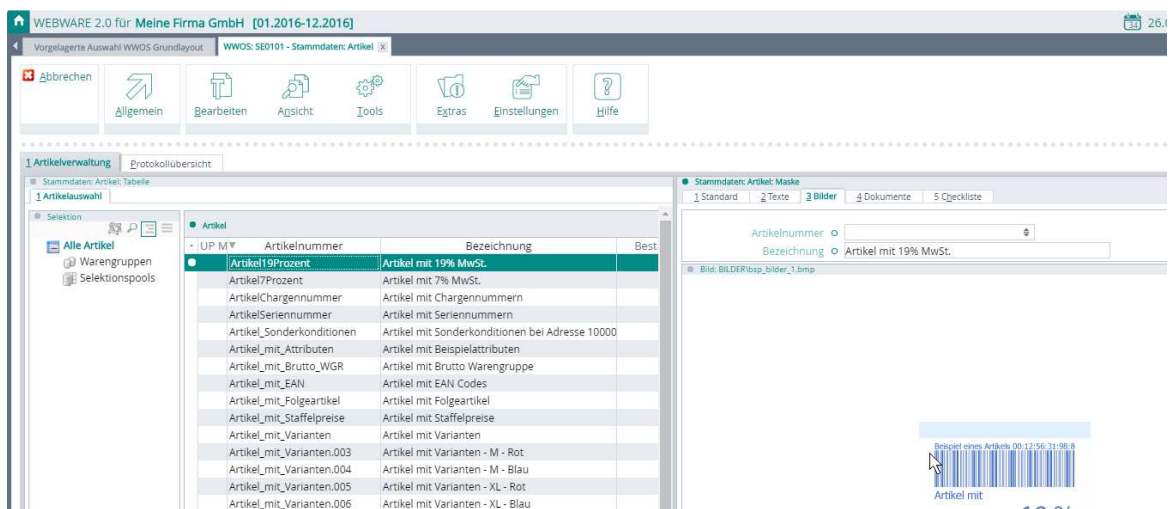 WEBWARE 2.0 für Meine Firma GmbH [01.2016-12.2016]
Vorgelagerte Auswahl WWOS Grundlayout WWOS: SE0101 - Stammdaten: Artikel x
Abbrechen
Allgemein Bearbeiten Ansicht Tools Extras Einstellungen Hilfe
1 Artikelverwaltung Protokollübersicht
Stammdaten: Artikel: Tabelle
1 Artikelauswahl
Selektion
Alle Artikel
Warengruppen
Selektionspools
Artikel
UP M Artikelnummer Bezeichnung Best
Artikel19Prozent Artikel mit 19% MwSt.
Artikel7Prozent Artikel mit 7% MwSt.
ArtikelChargennummer Artikel mit Chargennummern
ArtikelSeriennummer Artikel mit Seriennummern
Artikel_Sonderkonditionen Artikel mit Sonderkonditionen bei Adresse 10000
Artikel_mit_Attributen Artikel mit Beispielattributen
Artikel_mit_Brutto_WGR Artikel mit Brutto Warengruppe
Artikel_mit_EAN Artikel mit EAN Codes
Artikel_mit_Folgeartikel Artikel mit Folgeartikel
Artikel_mit_Staffelpreise Artikel mit Staffelpreise
Artikel_mit_Varianten Artikel mit Varianten
Artikel_mit_Varianten.003 Artikel mit Varianten - M - Rot
Artikel_mit_Varianten.004 Artikel mit Varianten - M - Blau
Artikel_mit_Varianten.005 Artikel mit Varianten - XL - Rot
Artikel_mit_Varianten.006 Artikel mit Varianten - XL - Blau
Stammdaten: Artikel: Maske
1 Standard 2 Texte 3 Bilder 4 Dokumente 5 Checkliste
Artikelnummer
Bezeichnung Artikel mit 19% MwSt.
Bild: BILDER\bsp_bilder_1.bmp
Beispiel eines Artikels 00:12:56:31:98:8
Artikel mit